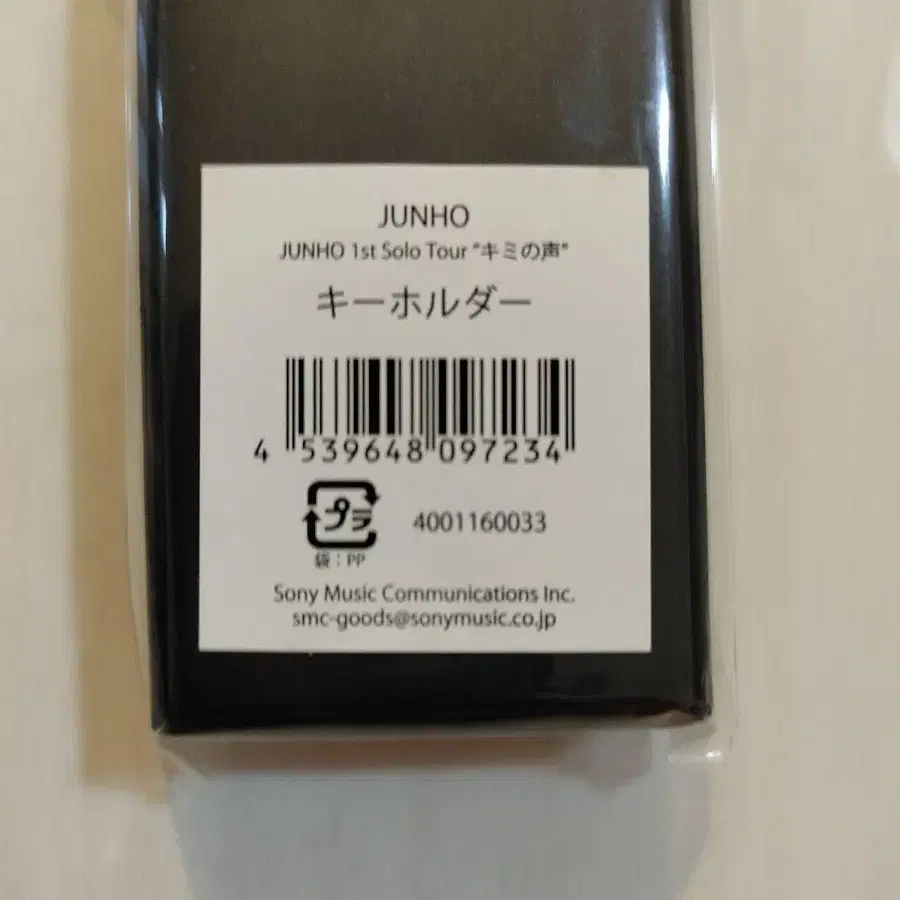 JUNHO
JUNHO 1st Solo Tour "キミの声"
キーホルダー
4 539648 097234
プラ 4001160033
袋：PP
Sony Music Communications Inc.
smc-goods@sonymusic.co.jp